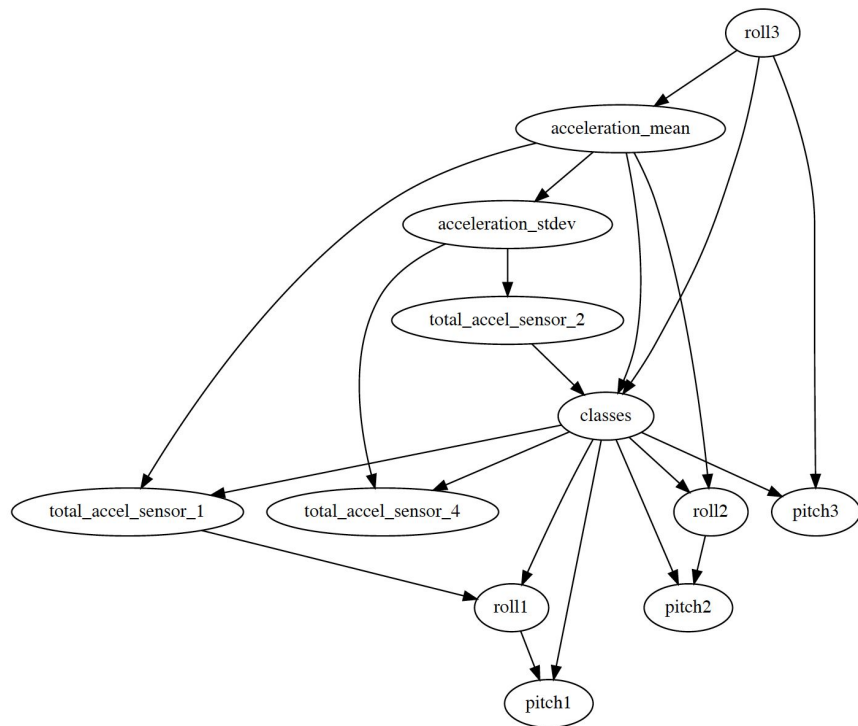 roll3
acceleration_mean
acceleration_stdev
total_accel_sensor_2
classes
total_accel_sensor_1
total_accel_sensor_4
roll2
pitch3
roll1
pitch2
pitch1